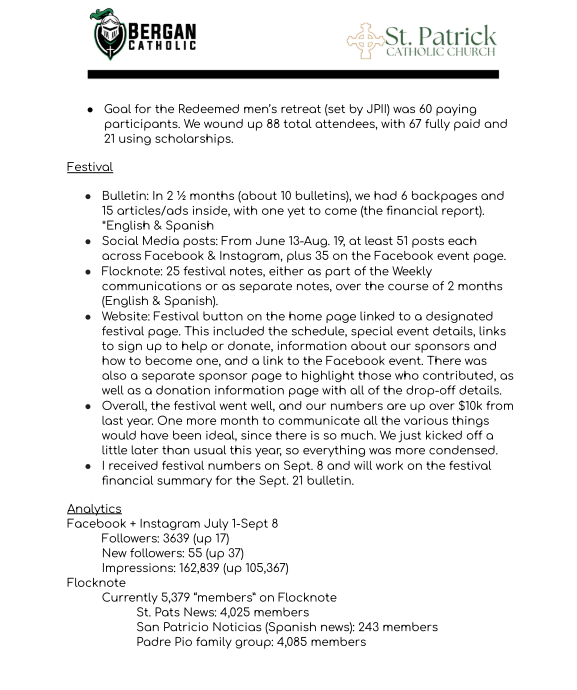 BERGAN
CATHOLIC
St. Patrick
CATHOLIC CHURCH
● Goal for the Redeemed men's retreat (set by JPII) was 60 paying
participants. We wound up 88 total attendees, with 67 fully paid and
21 using scholarships.
Festival
● Bulletin: In 2 ½ months (about 10 bulletins), we had 6 backpages and
15 articles/ads inside, with one yet to come (the financial report).
*English & Spanish
● Social Media posts: From June 13-Aug. 19, at least 51 posts each
across Facebook & Instagram, plus 35 on the Facebook event page.
● Flocknote: 25 festival notes, either as part of the Weekly
communications or as separate notes, over the course of 2 months
(English & Spanish).
● Website: Festival button on the home page linked to a designated
festival page. This included the schedule, special event details, links
to sign up to help or donate, information about our sponsors and
how to become one, and a link to the Facebook event. There was
also a separate sponsor page to highlight those who contributed, as
well as a donation information page with all of the drop-off details.
● Overall, the festival went well, and our numbers are up over $10k from
last year. One more month to communicate all the various things
would have been ideal, since there is so much. We just kicked off a
little later than usual this year, so everything was more condensed.
● I received festival numbers on Sept. 8 and will work on the festival
financial summary for the Sept. 21 bulletin.
Analytics
Facebook + Instagram July 1-Sept 8
Followers: 3639 (up 17)
New followers: 55 (up 37)
Impressions: 162,839 (up 105,367)
Flocknote
Currently 5,379 "members" on Flocknote
St. Pats News: 4,025 members
San Patricio Noticias (Spanish news): 243 members
Padre Pio family group: 4,085 members